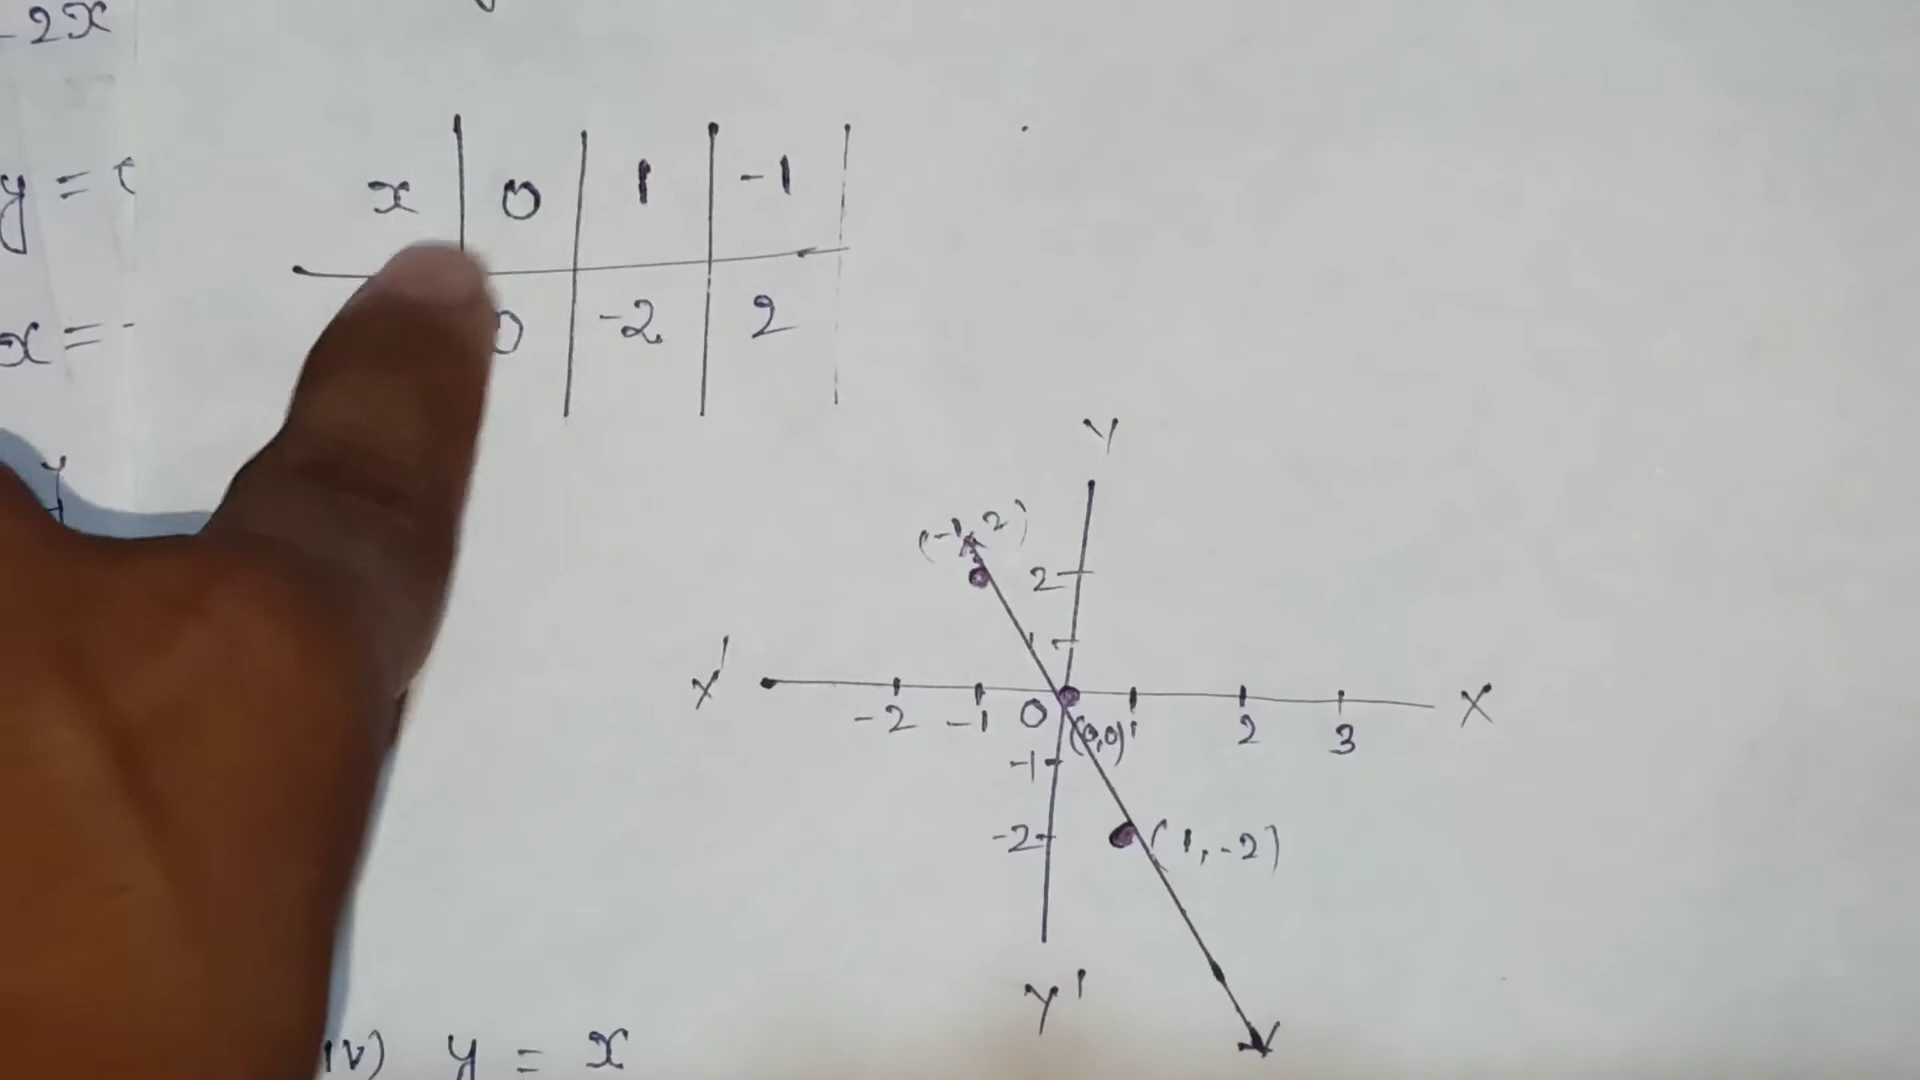 - 2x
y =
x = -
x 0 1 -1
0 -2 2
Y
(-1, 2)
2
1
X' X
-2 -1 0 1 2 3
(0,0)
-1
-2 (1, -2)
Y'
iv) y = x